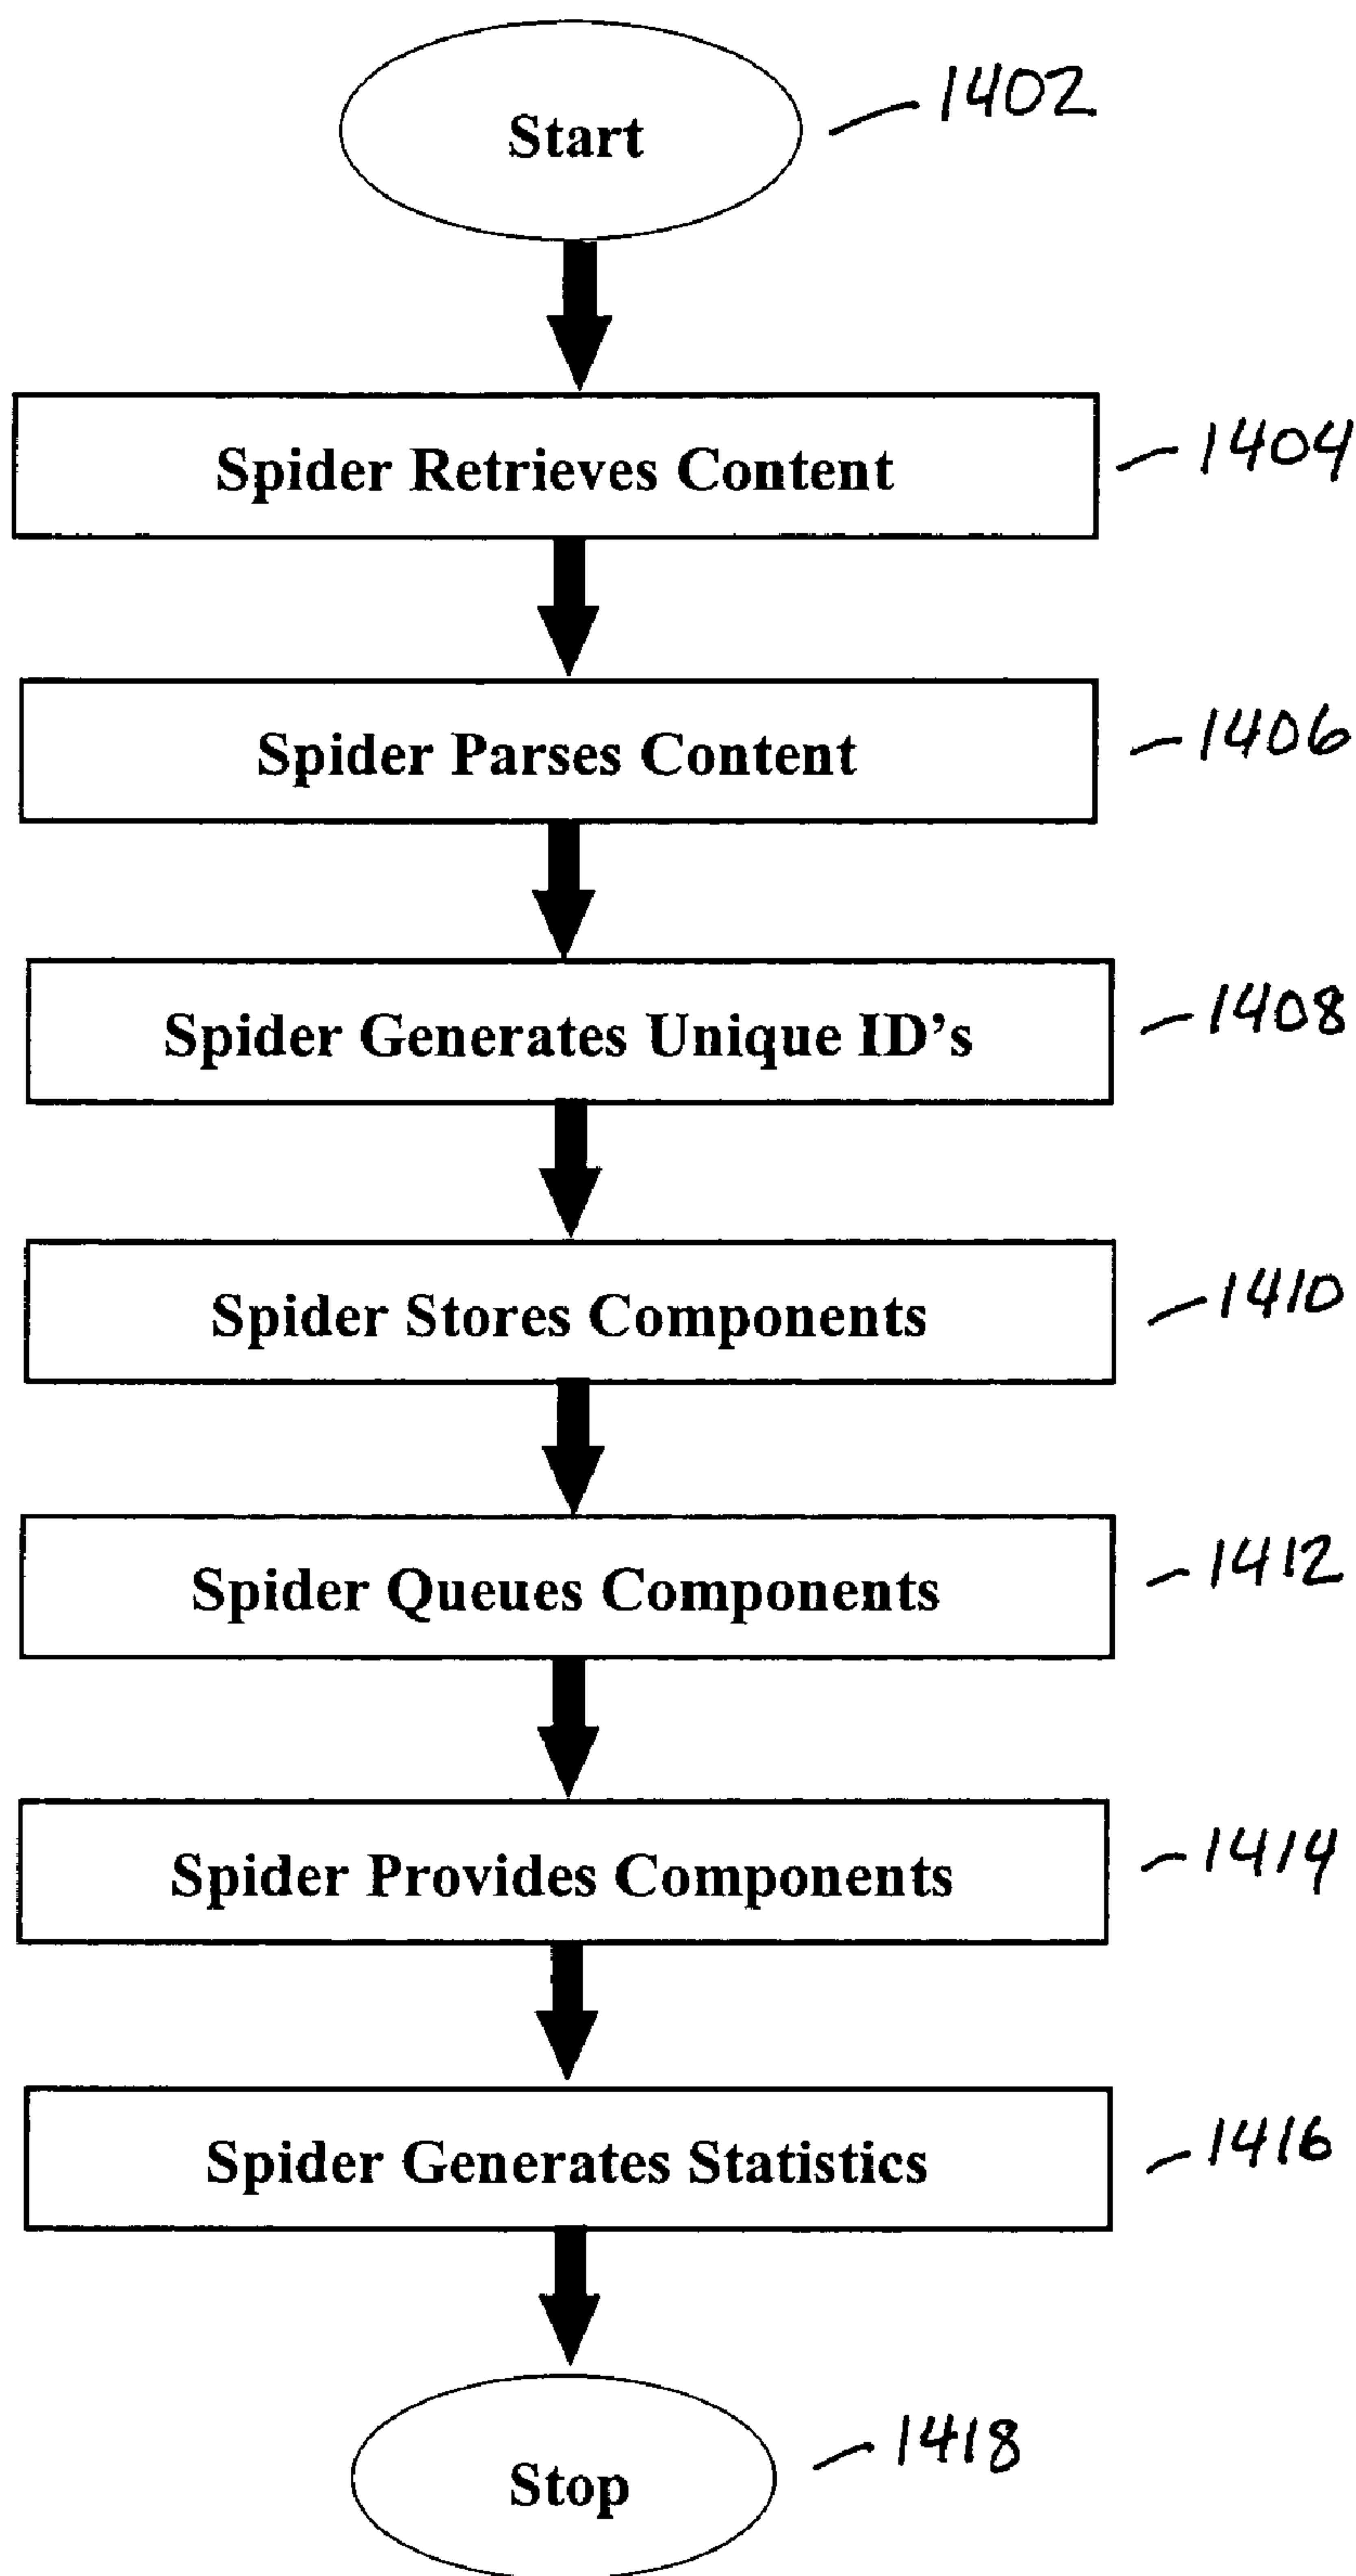 Start 1402
Spider Retrieves Content 1404
Spider Parses Content 1406
Spider Generates Unique ID’s 1408
Spider Stores Components 1410
Spider Queues Components 1412
Spider Provides Components 1414
Spider Generates Statistics 1416
Stop 1418